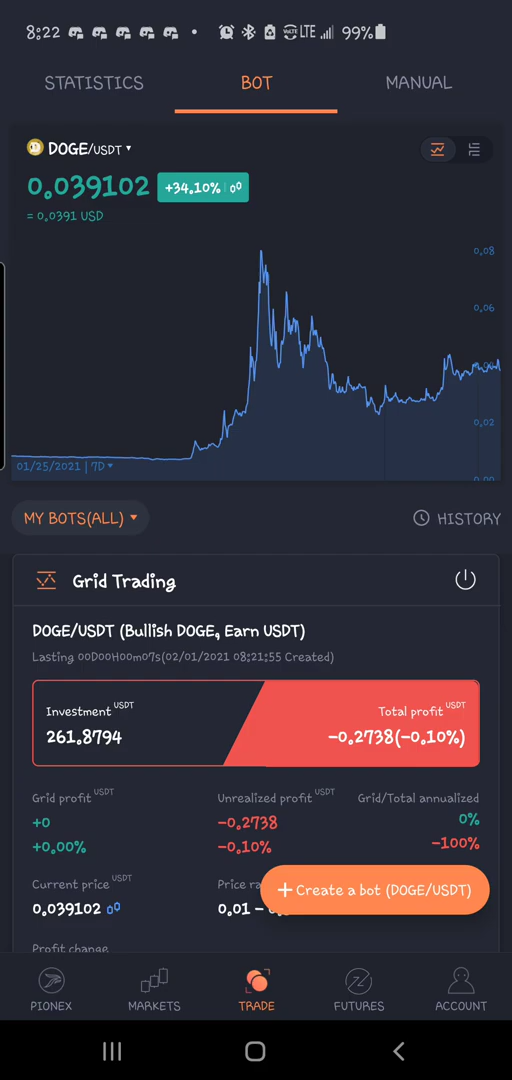 8:22 LTE 99%
STATISTICS BOT MANUAL
DOGE/USDT
0.039102 +34.10%
= 0.0391 USD
0.08
0.06
0.02
01/25/2021 | 7D
0.00
MY BOTS(ALL) HISTORY
Grid Trading
DOGE/USDT (Bullish DOGE, Earn USDT)
Lasting 00D00H00m07s(02/01/2021 08:21:55 Created)
Investment USDT Total profit USDT
261.8794 -0.2738(-0.10%)
Grid profit USDT Unrealized profit USDT Grid/Total annualized
+0 -0.2738 0%
+0.00% -0.10% -100%
Current price USDT
+ Create a bot (DOGE/USDT)
0.039102 0.01 –
Profit change
PIONEX MARKETS TRADE FUTURES ACCOUNT